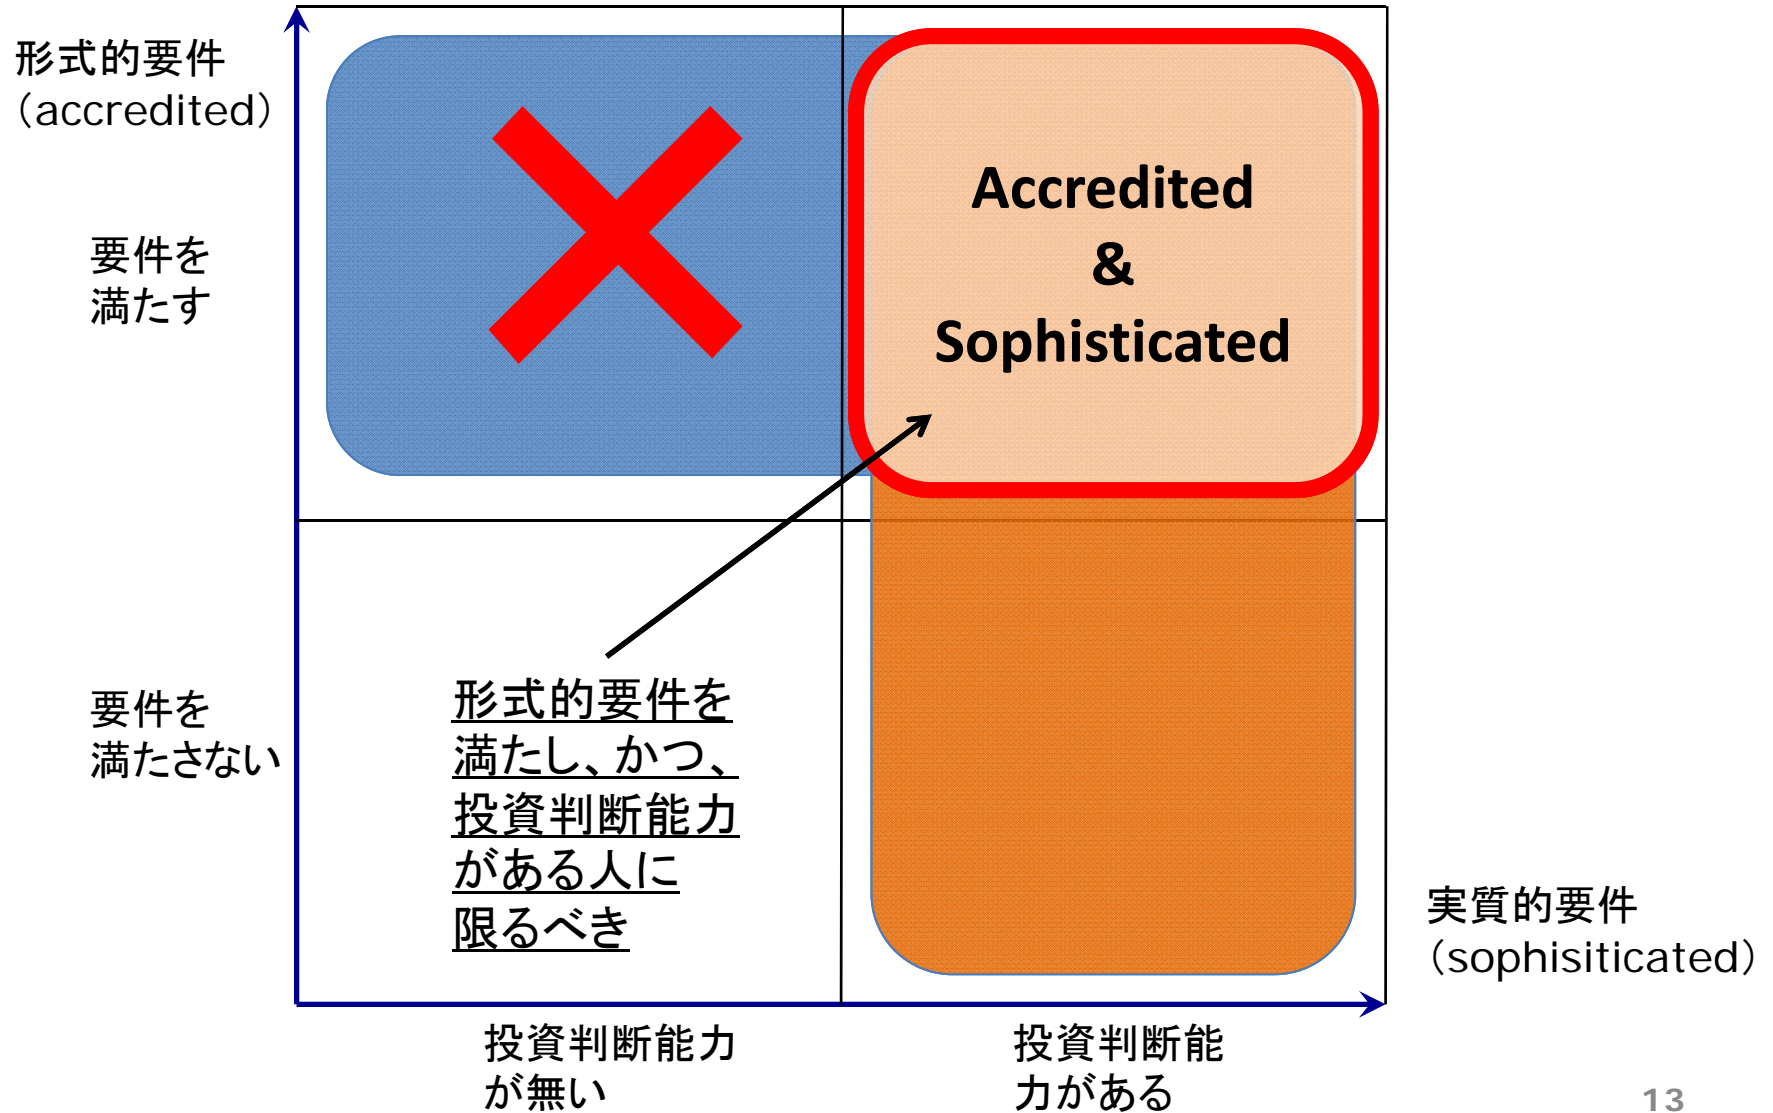 形式的要件
（accredited）
Accredited
&
Sophisticated
要件を
満たす
要件を
満たさない
形式的要件を
満たし、かつ、
投資判断能力
がある人に
限るべき
実質的要件
（sophisiticated）
投資判断能力
が無い
投資判断能
力がある
13